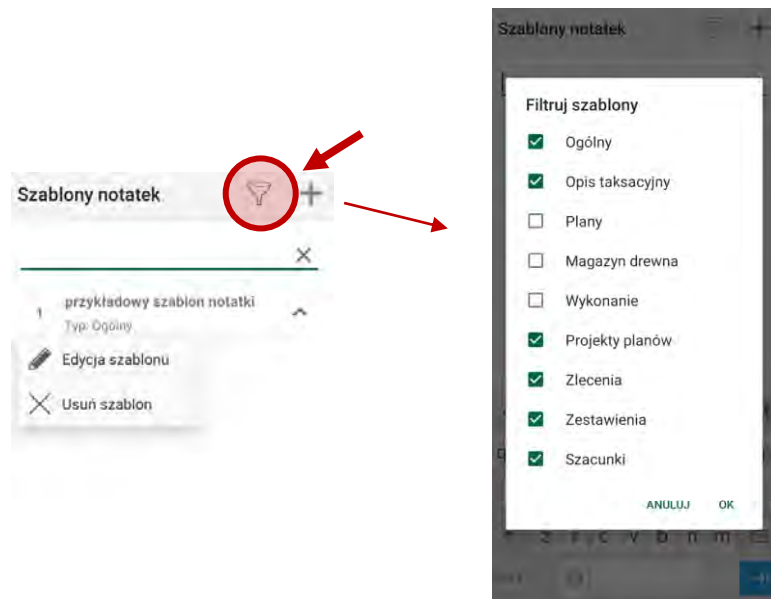 Szablony notatek
1 przykładowy szablon notatki
Typ: Ogólny
Edycja szablonu
Usuń szablon
Szablony notatek
Filtruj szablony
Ogólny
Opis taksacyjny
Plany
Magazyn drewna
Wykonanie
Projekty planów
Zlecenia
Zestawienia
Szacunki
ANULUJ OK
z x c v b n m